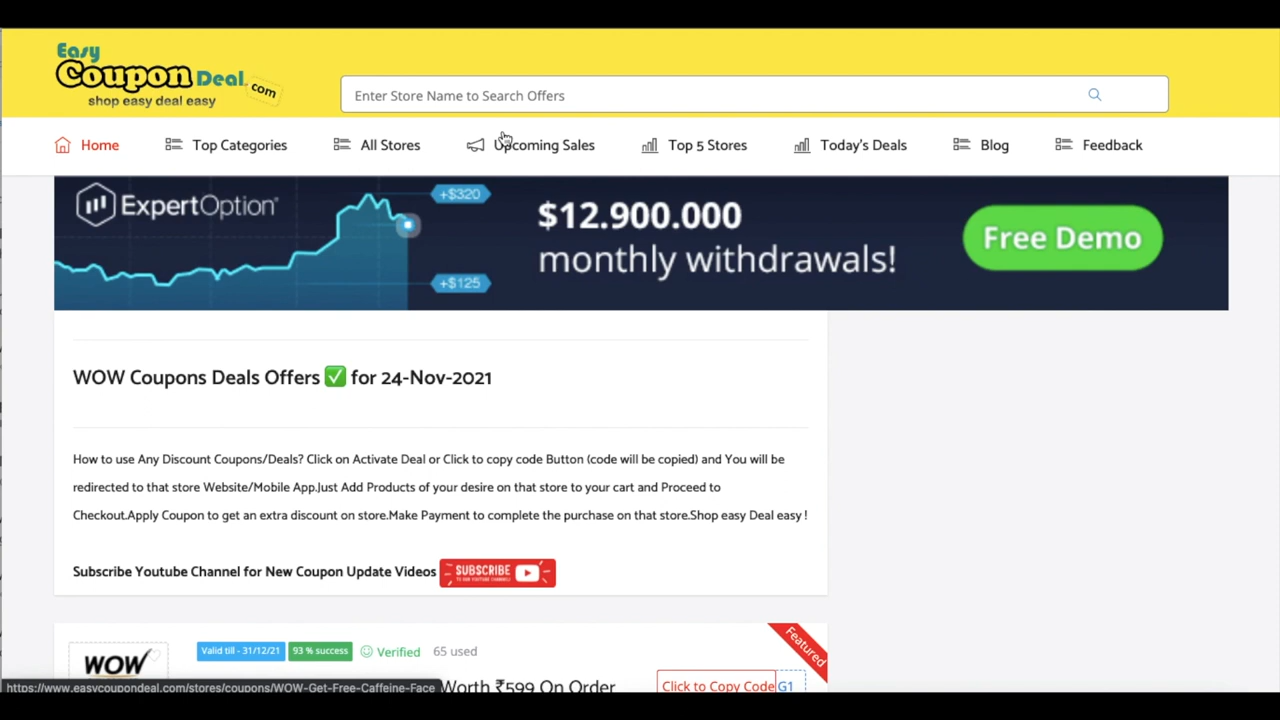 Easy
Coupon Deal.com
shop easy deal easy
Enter Store Name to Search Offers
Home
Top Categories
All Stores
Upcoming Sales
Top 5 Stores
Today's Deals
Blog
Feedback
ExpertOption
+$320
+$125
$12.900.000
monthly withdrawals!
Free Demo
WOW Coupons Deals Offers ✅ for 24-Nov-2021
How to use Any Discount Coupons/Deals? Click on Activate Deal or Click to copy code Button (code will be copied) and You will be
redirected to that store Website/Mobile App.Just Add Products of your desire on that store to your cart and Proceed to
Checkout.Apply Coupon to get an extra discount on store.Make Payment to complete the purchase on that store.Shop easy Deal easy !
Subscribe Youtube Channel for New Coupon Update Videos
SUBSCRIBE
TO OUR YOUTUBE CHANNEL
WOW
Valid till - 31/12/21
93 % success
Verified
65 used
Featured
Worth ₹599 On Order
Click to Copy Code
G1
https://www.easycoupondeal.com/stores/coupons/WOW-Get-Free-Caffeine-Face